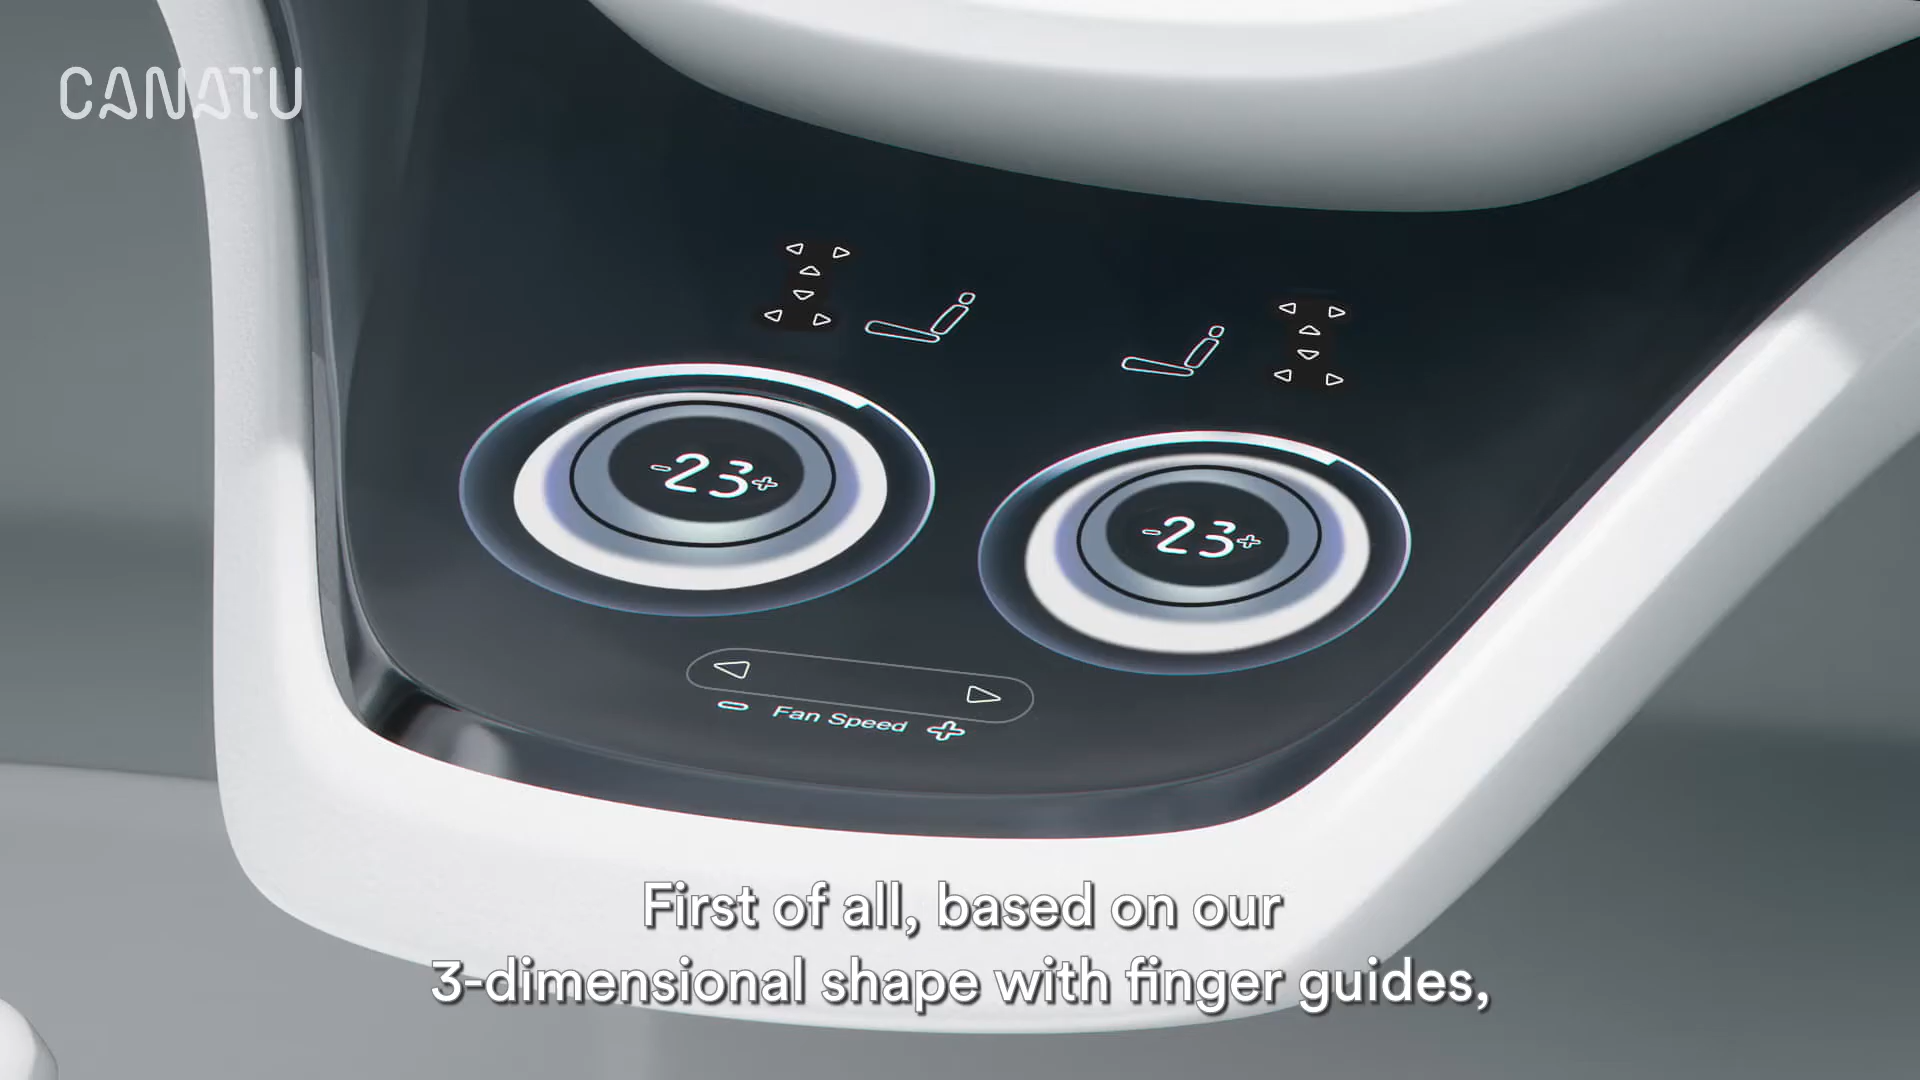 CANATU
-23+
-23+
- Fan Speed +
First of all, based on our
3-dimensional shape with finger guides,